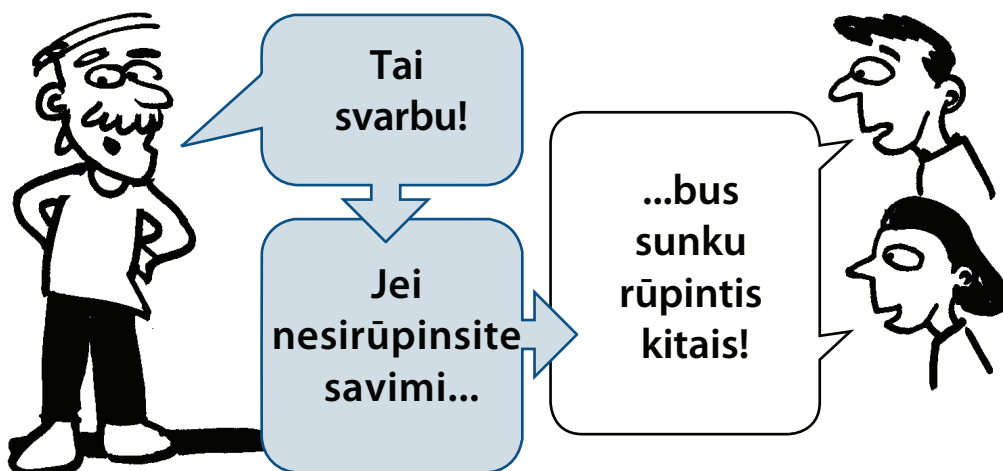 Tai
svarbu!
Jei
nesirūpinsite
savimi...
...bus
sunku
rūpintis
kitais!